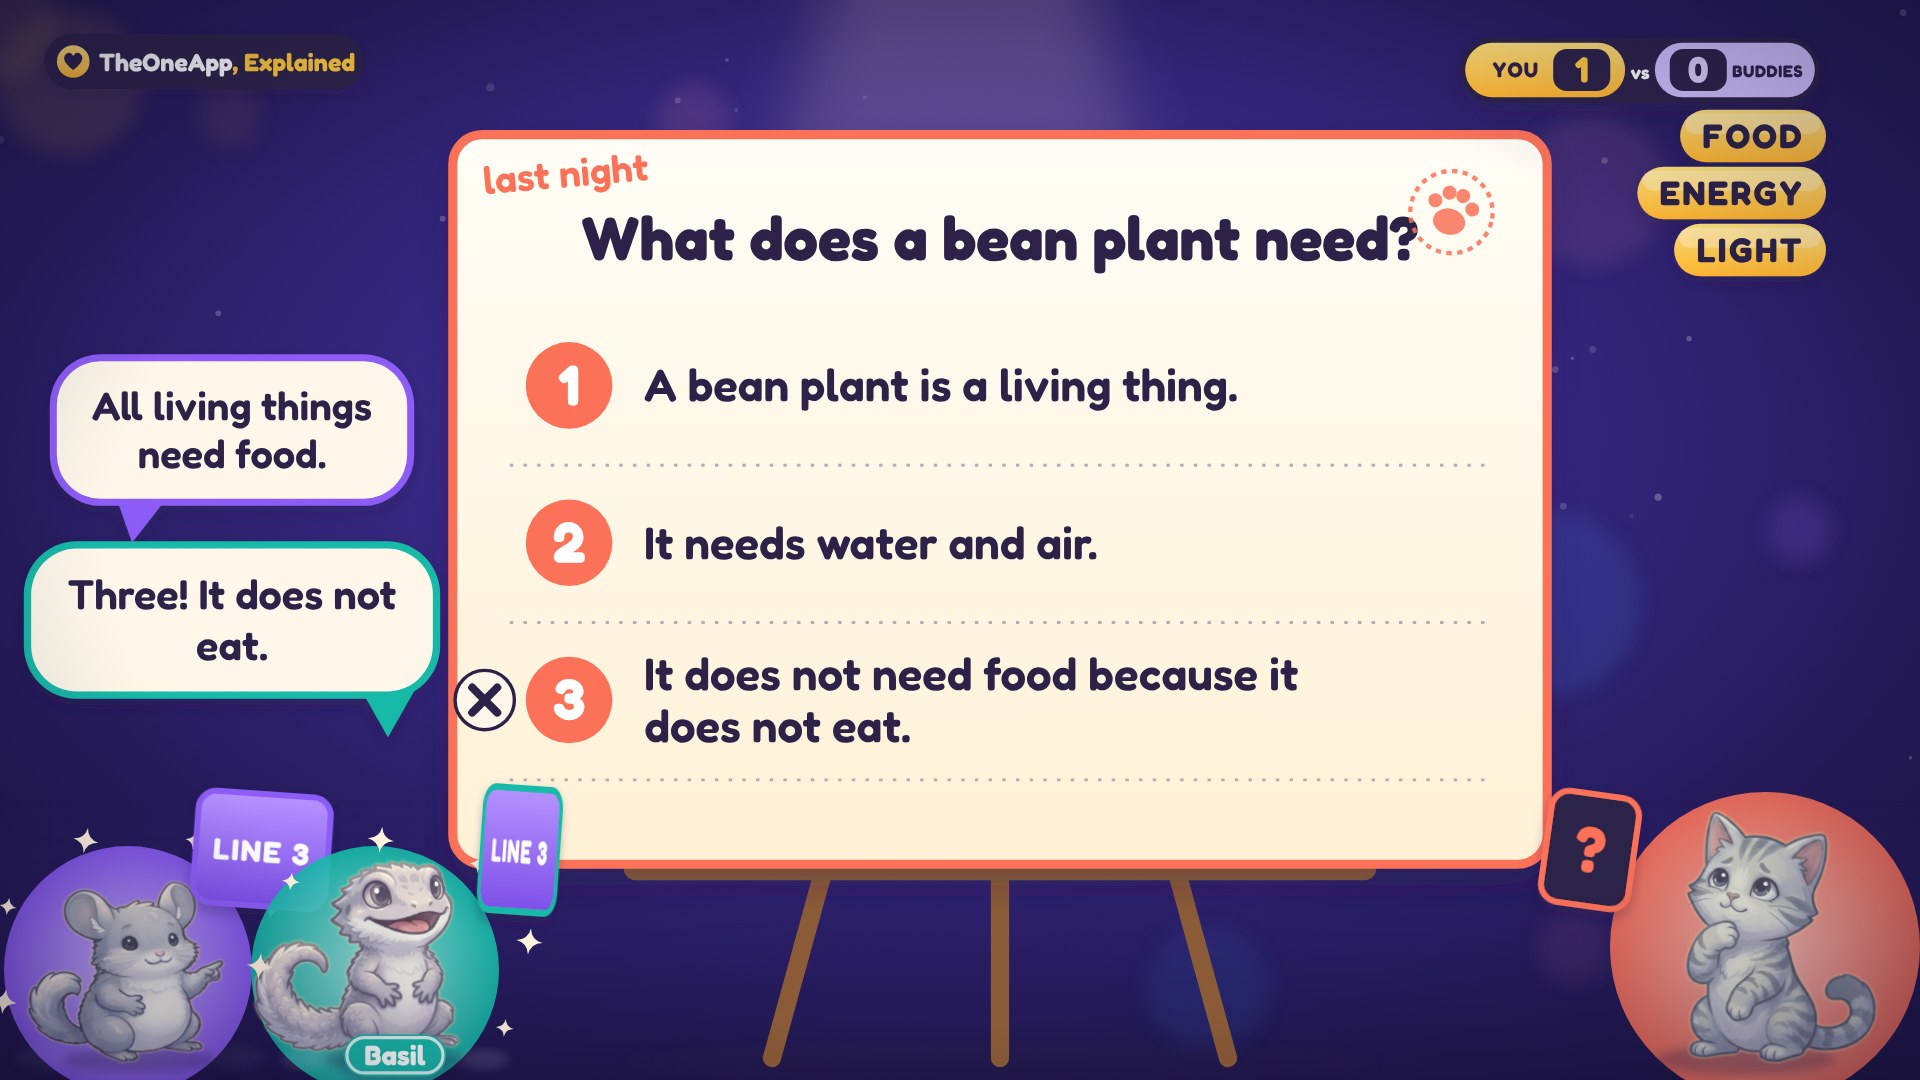 TheOneApp, Explained
YOU 1 vs 0 BUDDIES
FOOD
ENERGY
LIGHT
last night
What does a bean plant need?
1 A bean plant is a living thing.
2 It needs water and air.
3 It does not need food because it
does not eat.
All living things
need food.
Three! It does not
eat.
LINE 3
LINE 3
?
Basil